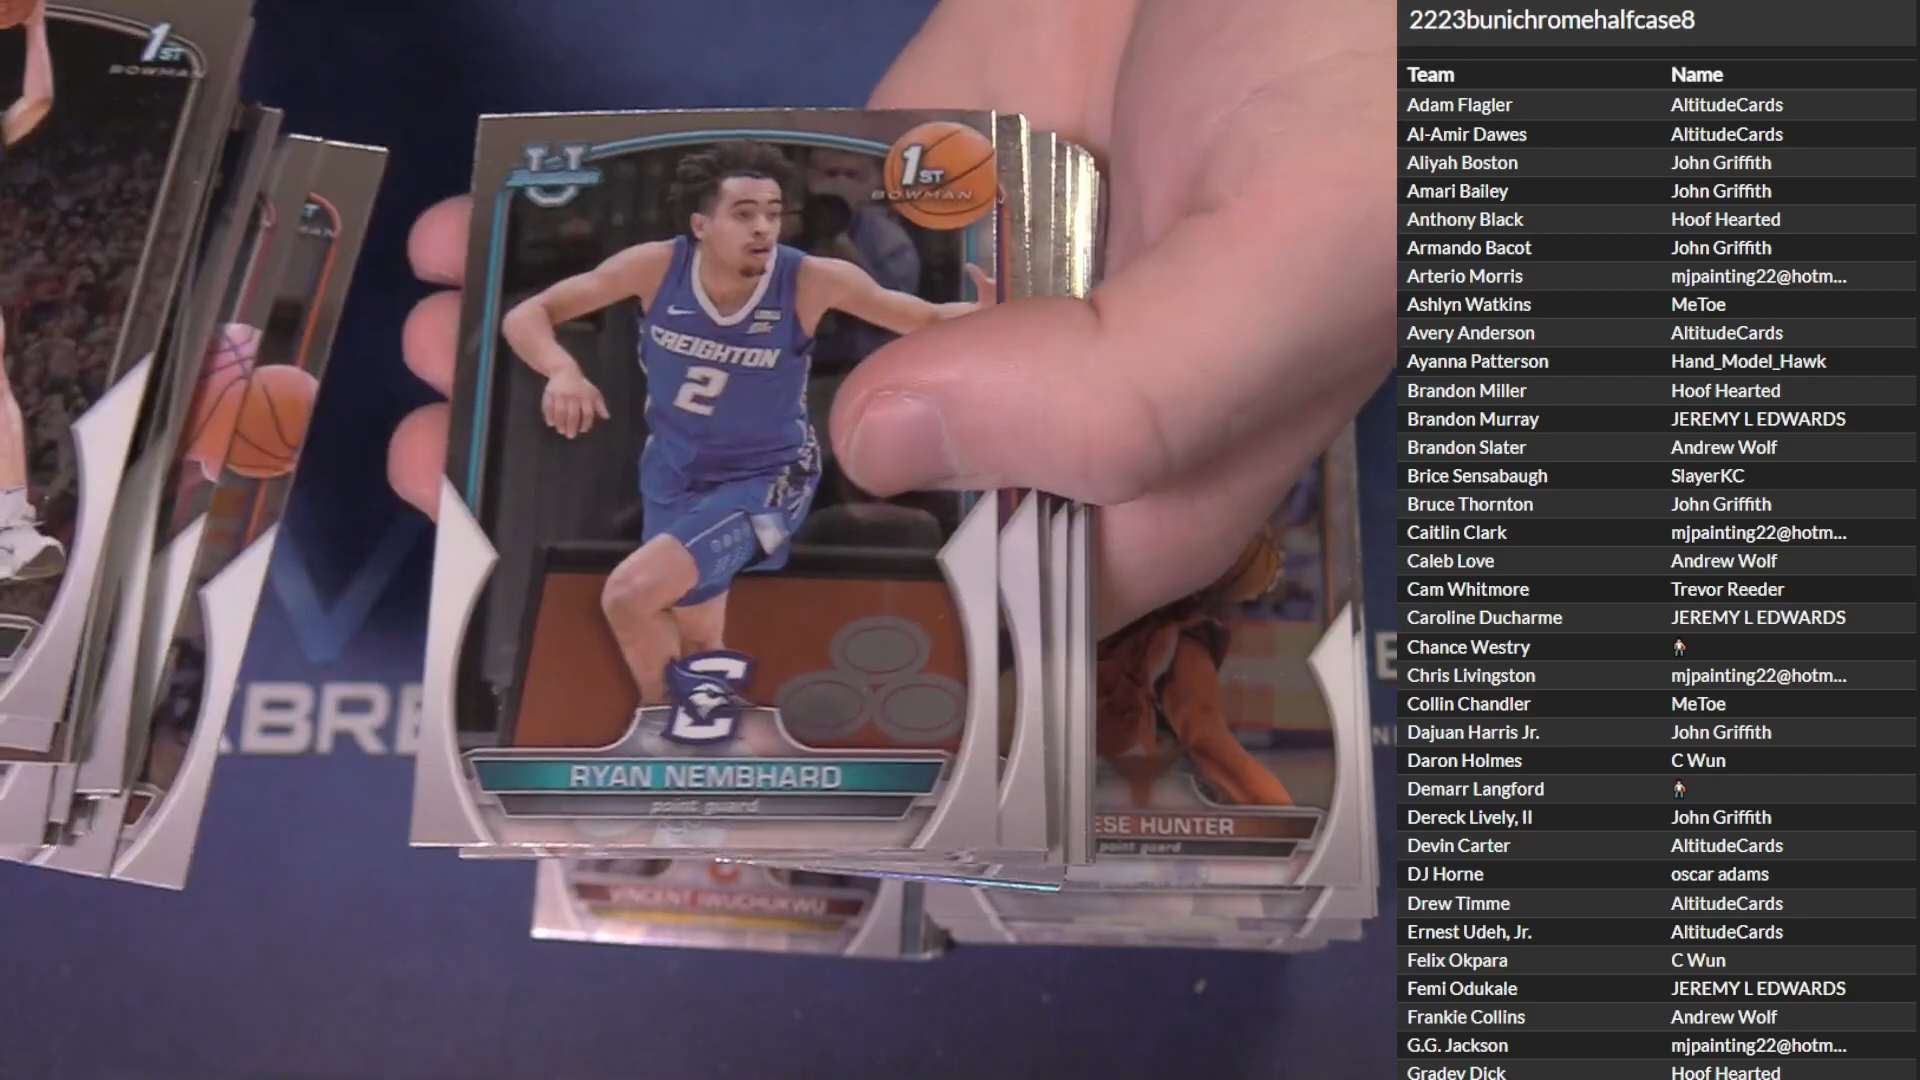 2223bunichromehalfcase8
Team Name
Adam Flagler AltitudeCards
Al-Amir Dawes AltitudeCards
Aliyah Boston John Griffith
Amari Bailey John Griffith
Anthony Black Hoof Hearted
Armando Bacot John Griffith
Arterio Morris mjpainting22@hotm...
Ashlyn Watkins MeToe
Avery Anderson AltitudeCards
Ayanna Patterson Hand_Model_Hawk
Brandon Miller Hoof Hearted
Brandon Murray JEREMY L EDWARDS
Brandon Slater Andrew Wolf
Brice Sensabaugh SlayerKC
Bruce Thornton John Griffith
Caitlin Clark mjpainting22@hotm...
Caleb Love Andrew Wolf
Cam Whitmore Trevor Reeder
Caroline Ducharme JEREMY L EDWARDS
Chance Westry
Chris Livingston mjpainting22@hotm...
Collin Chandler MeToe
Dajuan Harris Jr. John Griffith
Daron Holmes C Wun
Demarr Langford
Dereck Lively, II John Griffith
Devin Carter AltitudeCards
DJ Horne oscar adams
Drew Timme AltitudeCards
Ernest Udeh, Jr. AltitudeCards
Felix Okpara C Wun
Femi Odukale JEREMY L EDWARDS
Frankie Collins Andrew Wolf
G.G. Jackson mjpainting22@hotm...
Gradey Dick Hoof Hearted
1ST
BOWMAN
U
1ST
BOWMAN
CREIGHTON
2
RYAN NEMBHARD
point guard
ESE HUNTER
point guard
VINCENT IWUCHUKWU
ABRE